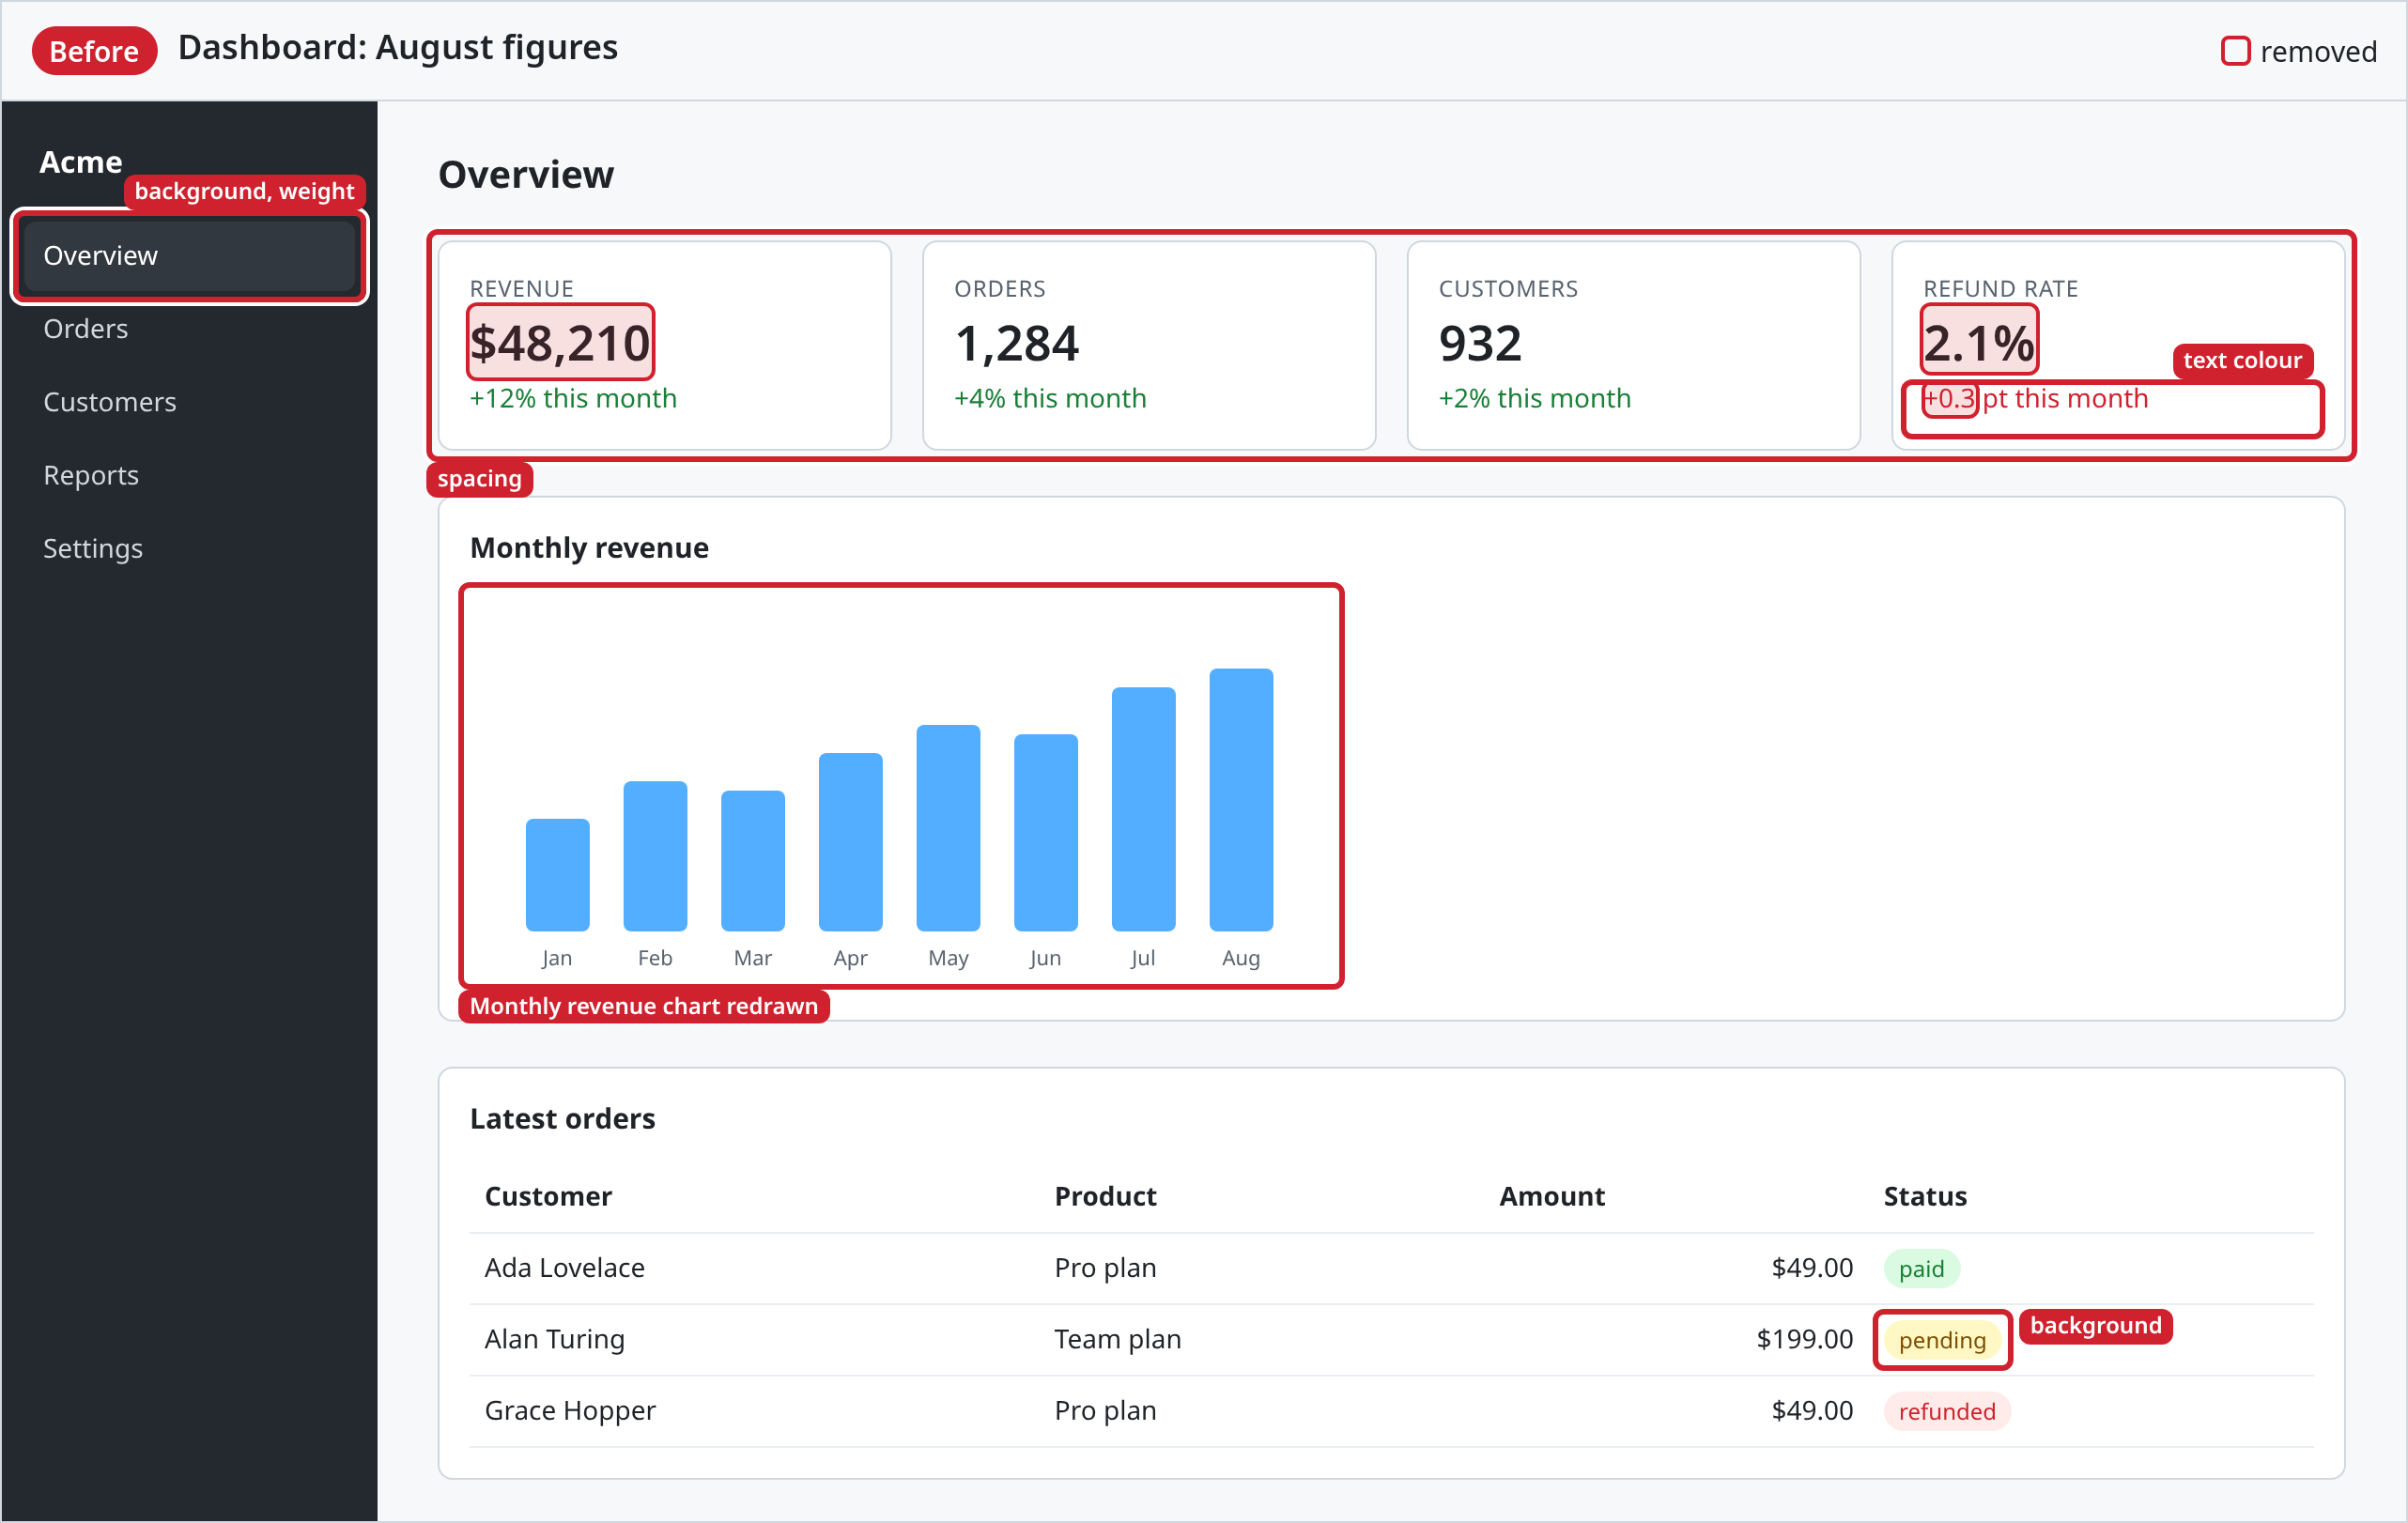 Before
Dashboard: August figures
removed
Acme
background, weight
Overview
Orders
Customers
Reports
Settings
Overview
REVENUE
$48,210
+12% this month
ORDERS
1,284
+4% this month
CUSTOMERS
932
+2% this month
REFUND RATE
2.1%
text colour
+0.3 pt this month
spacing
Monthly revenue
Jan Feb Mar Apr May Jun Jul Aug
Monthly revenue chart redrawn
Latest orders
Customer Product Amount Status
Ada Lovelace Pro plan $49.00 paid
Alan Turing Team plan $199.00 pending background
Grace Hopper Pro plan $49.00 refunded